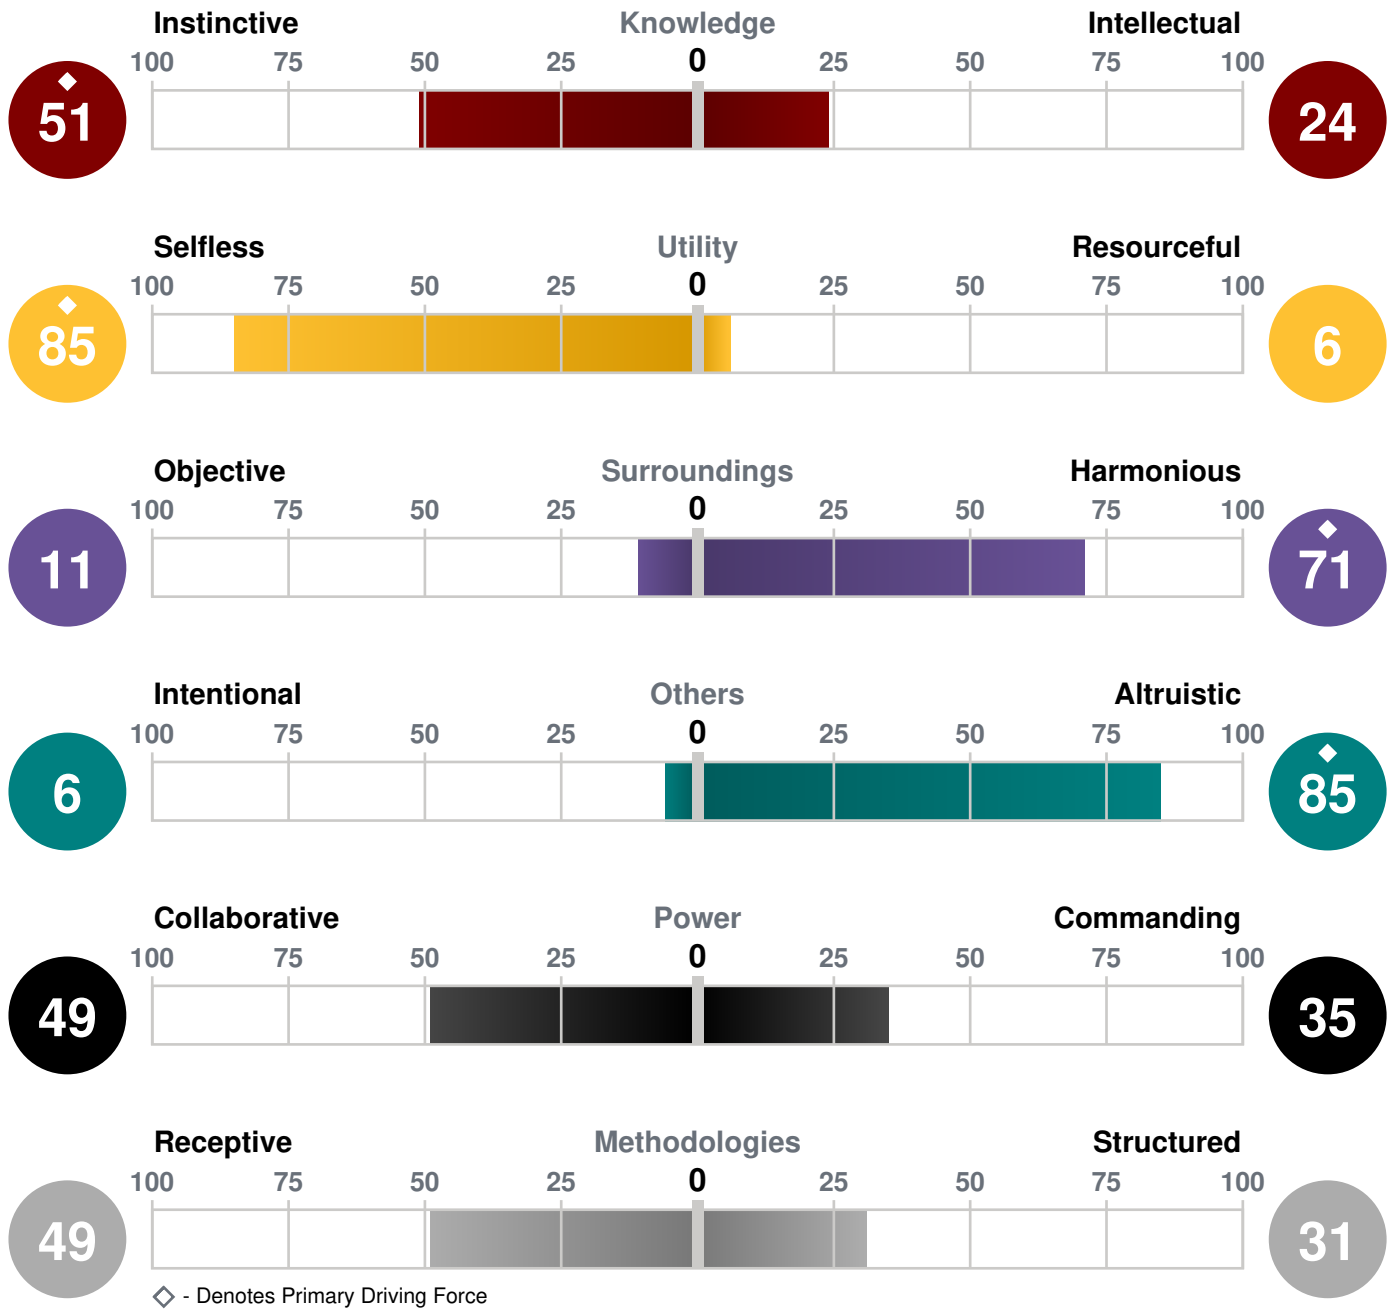 Instinctive Knowledge Intellectual
100 75 50 25 0 25 50 75 100
51 24
Selfless Utility Resourceful
100 75 50 25 0 25 50 75 100
85 6
Objective Surroundings Harmonious
100 75 50 25 0 25 50 75 100
11 71
Intentional Others Altruistic
100 75 50 25 0 25 50 75 100
6 85
Collaborative Power Commanding
100 75 50 25 0 25 50 75 100
49 35
Receptive Methodologies Structured
100 75 50 25 0 25 50 75 100
49 31
- Denotes Primary Driving Force